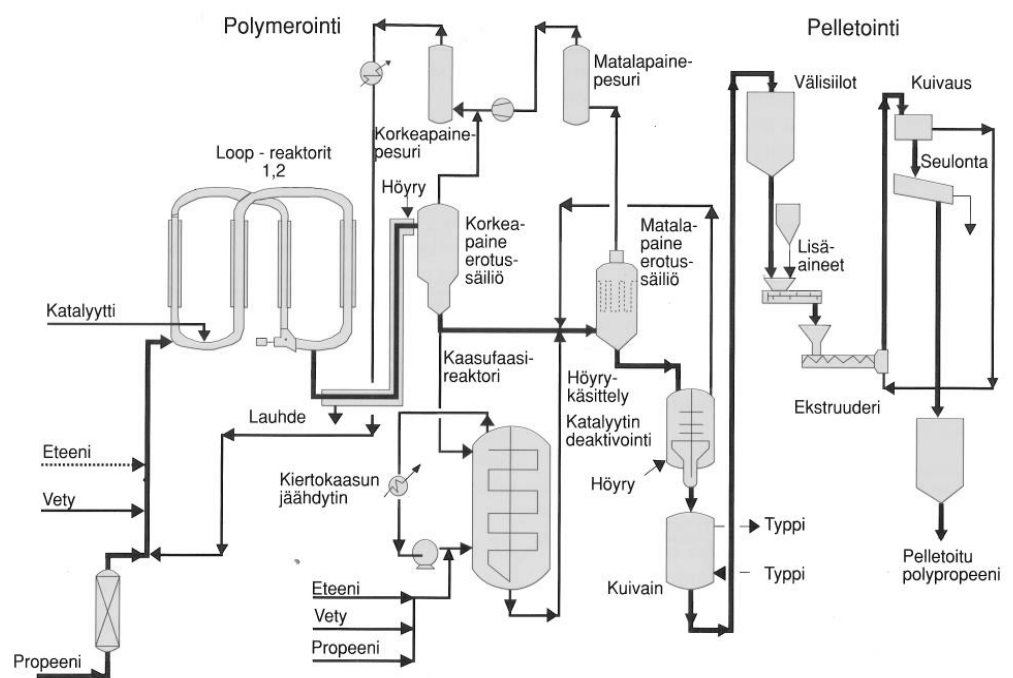 Polymerointi
Pelletointi
Matalapaine-
pesuri
Välisiilot
Kuivaus
Korkeapaine-
pesuri
Loop - reaktorit
1,2
Höyry
Seulonta
Korkea-
paine
erotus-
säiliö
Matala-
paine
erotus-
säiliö
Lisä-
aineet
Katalyytti
Kaasufaasi-
reaktori
Höyry-
käsittely
Katalyytin
deaktivointi
Ekstruuderi
Lauhde
Eteeni
Kiertokaasun
jäähdytin
Höyry
Vety
Typpi
Pelletoitu
polypropeeni
Typpi
Kuivain
Eteeni
Vety
Propeeni
Propeeni